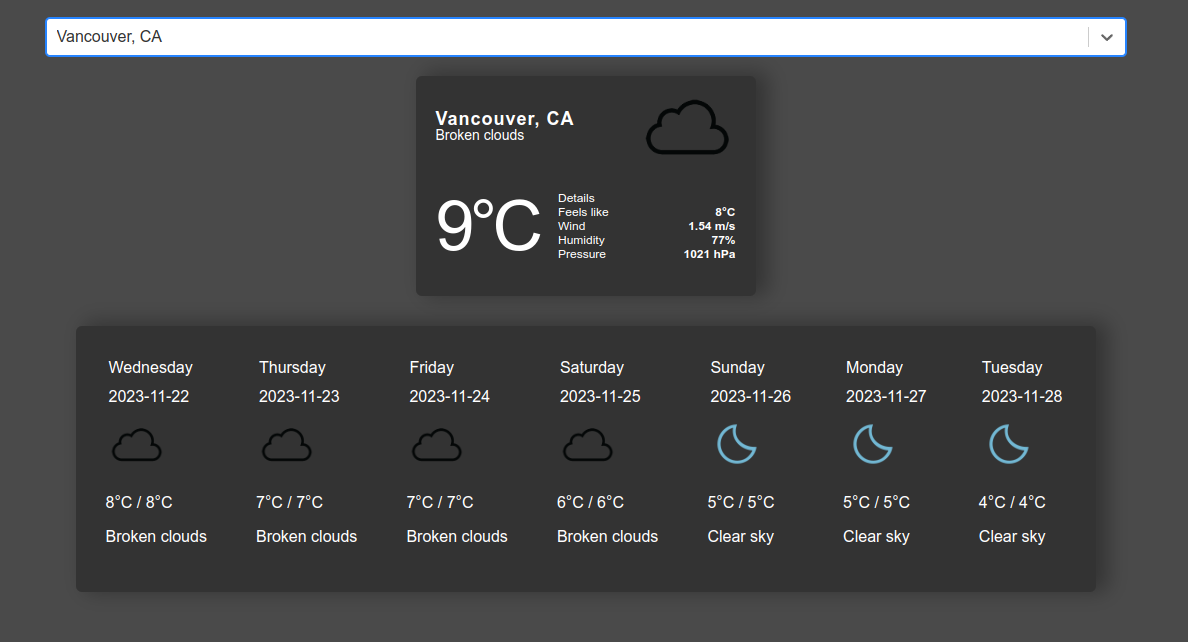 Vancouver, CA
Vancouver, CA
Broken clouds
9°C
Details
Feels like 8°C
Wind 1.54 m/s
Humidity 77%
Pressure 1021 hPa
Wednesday Thursday Friday Saturday Sunday Monday Tuesday
2023-11-22 2023-11-23 2023-11-24 2023-11-25 2023-11-26 2023-11-27 2023-11-28
8°C / 8°C 7°C / 7°C 7°C / 7°C 6°C / 6°C 5°C / 5°C 5°C / 5°C 4°C / 4°C
Broken clouds Broken clouds Broken clouds Broken clouds Clear sky Clear sky Clear sky